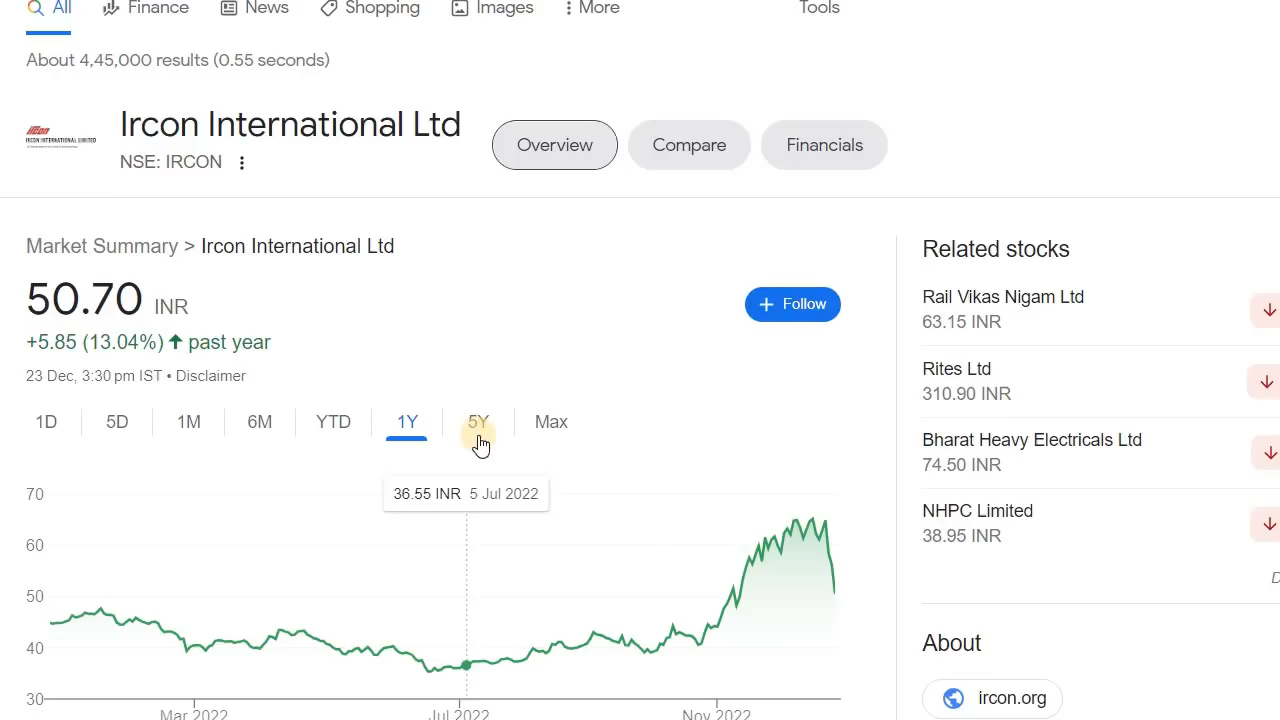 All Finance News Shopping Images More Tools
About 4,45,000 results (0.55 seconds)
ircon
IRCON INTERNATIONAL LIMITED
Ircon International Ltd
NSE: IRCON
Overview Compare Financials
Market Summary > Ircon International Ltd
50.70 INR
+ Follow
+5.85 (13.04%) ↑ past year
23 Dec, 3:30 pm IST • Disclaimer
1D 5D 1M 6M YTD 1Y 5Y Max
36.55 INR 5 Jul 2022
70
60
50
40
30
Mar 2022 Jul 2022 Nov 2022
Related stocks
Rail Vikas Nigam Ltd
63.15 INR
Rites Ltd
310.90 INR
Bharat Heavy Electricals Ltd
74.50 INR
NHPC Limited
38.95 INR
D
About
ircon.org